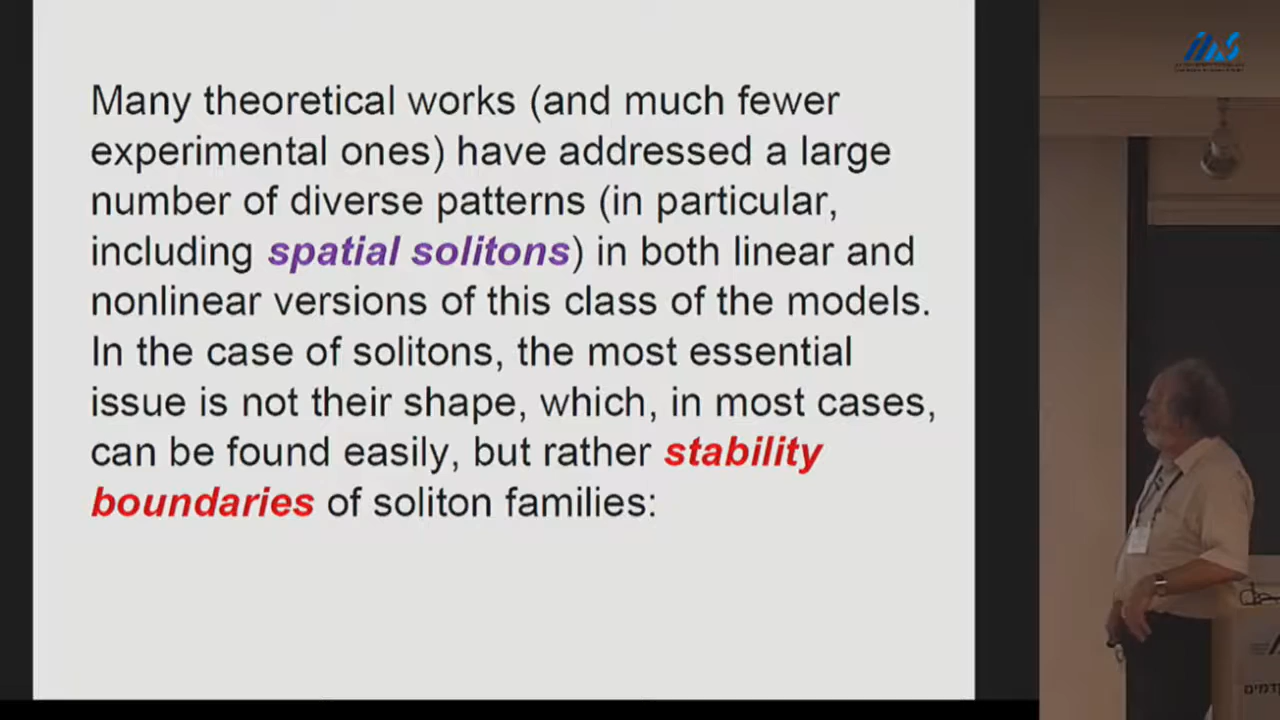 Many theoretical works (and much fewer
experimental ones) have addressed a large
number of diverse patterns (in particular,
including spatial solitons) in both linear and
nonlinear versions of this class of the models.
In the case of solitons, the most essential
issue is not their shape, which, in most cases,
can be found easily, but rather stability
boundaries of soliton families: